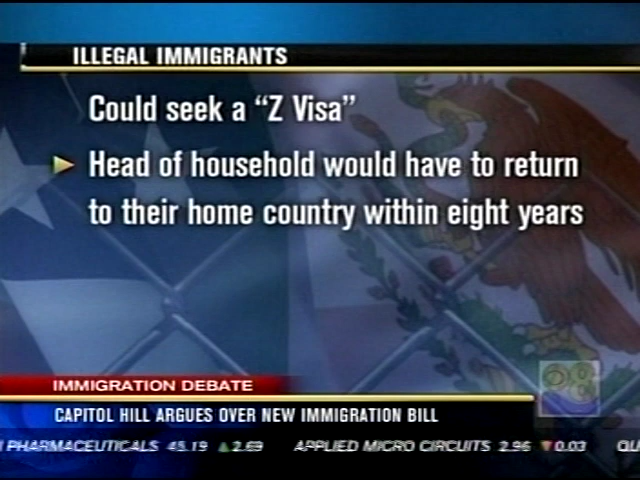 ILLEGAL IMMIGRANTS
Could seek a “Z Visa”
Head of household would have to return
to their home country within eight years
IMMIGRATION DEBATE
CAPITOL HILL ARGUES OVER NEW IMMIGRATION BILL
PHARMACEUTICALS 45.19 ▲2.69 APPLIED MICRO CIRCUITS 2.96 ▼0.03